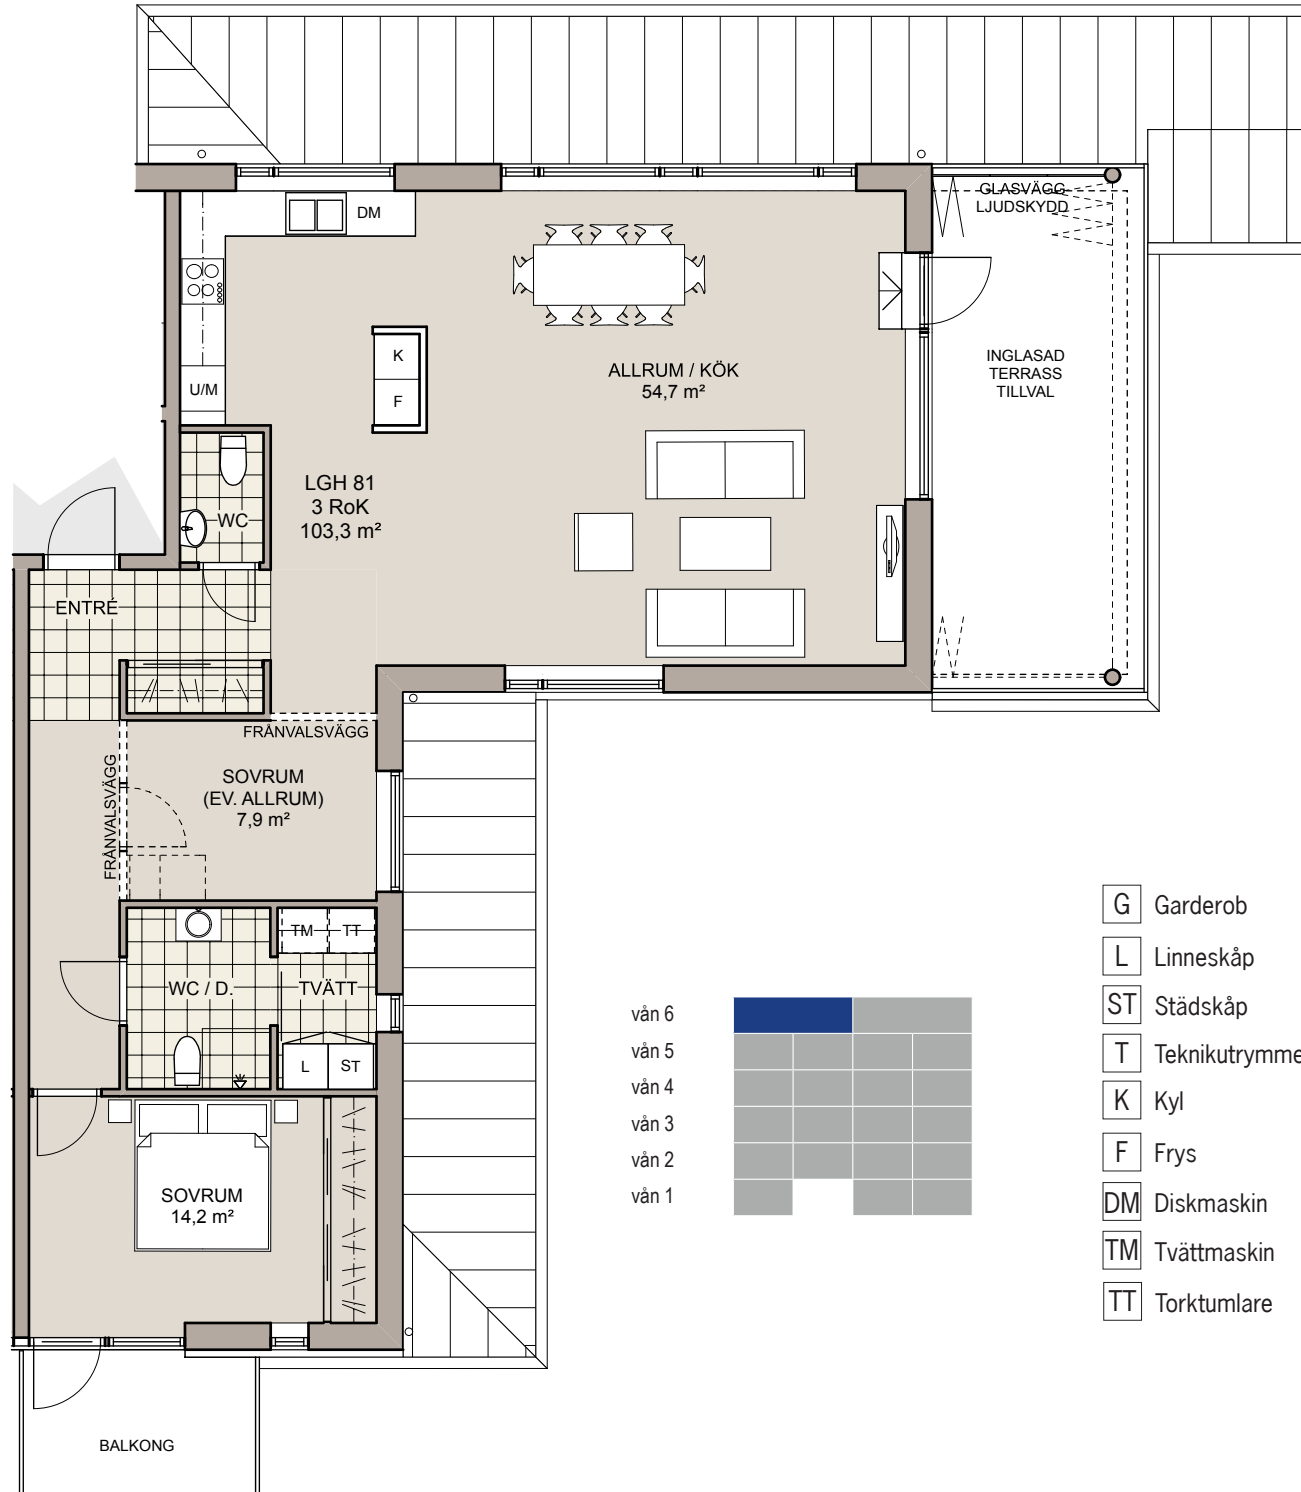 GLASVÄGG
LJUDSKYDD
DM
K
F
U/M
ALLRUM / KÖK
54,7 m²
INGLASAD
TERRASS
TILLVAL
LGH 81
3 RoK
103,3 m²
WC
ENTRÉ
FRÅNVALSVÄGG
FRÅNVALSVÄGG
SOVRUM
(EV. ALLRUM)
7,9 m²
TM
TT
WC / D.
TVÄTT
L
ST
SOVRUM
14,2 m²
BALKONG
vån 6
vån 5
vån 4
vån 3
vån 2
vån 1
G Garderob
L Linneskåp
ST Städskåp
T Teknikutrymme
K Kyl
F Frys
DM Diskmaskin
TM Tvättmaskin
TT Torktumlare